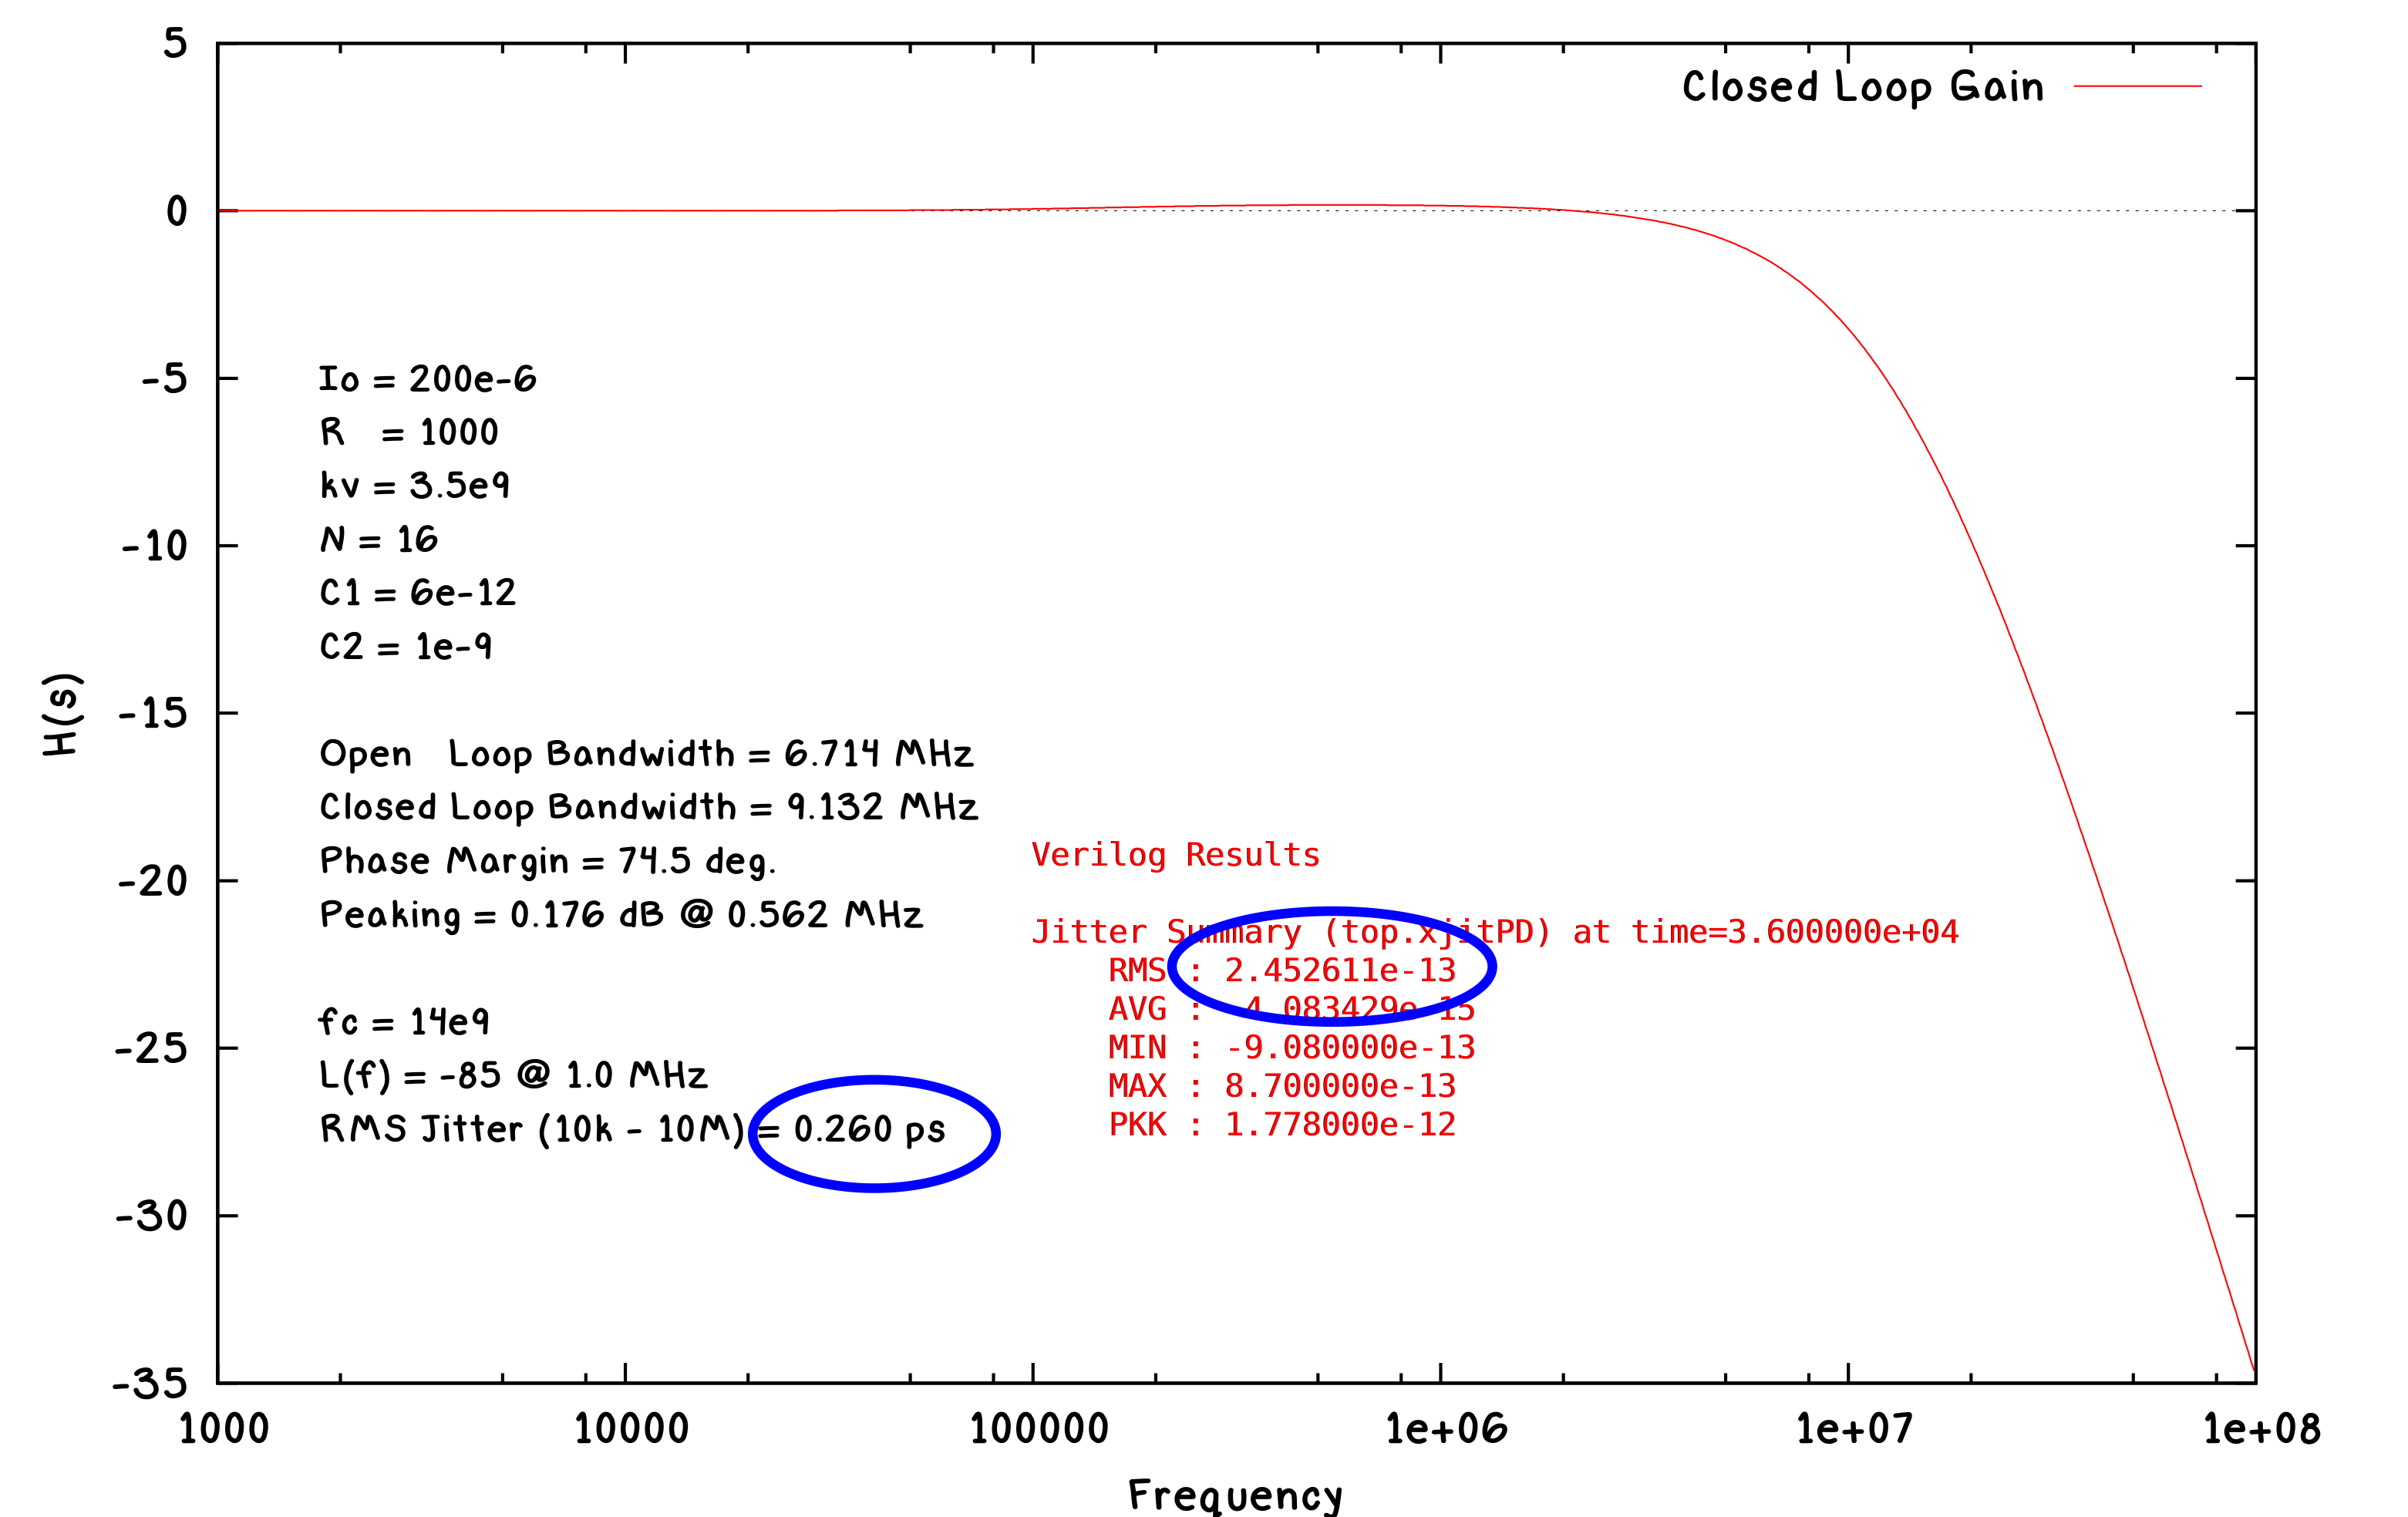 5
Closed Loop Gain
0
-5
-10
-15
-20
-25
-30
-35
H(s)
Io = 200e-6
R = 1000
kv = 3.5e9
N = 16
C1 = 6e-12
C2 = 1e-9
Open Loop Bandwidth = 6.714 MHz
Closed Loop Bandwidth = 9.132 MHz
Phase Margin = 74.5 deg.
Peaking = 0.176 dB @ 0.562 MHz
fc = 14e9
L(f) = -85 @ 1.0 MHz
RMS Jitter (10k - 10M) = 0.260 ps
Verilog Results
Jitter Summary (top.xjitPD) at time=3.600000e+04
RMS : 2.452611e-13
AVG : 4.083429e-15
MIN : -9.080000e-13
MAX : 8.700000e-13
PKK : 1.778000e-12
1000 10000 100000 1e+06 1e+07 1e+08
Frequency